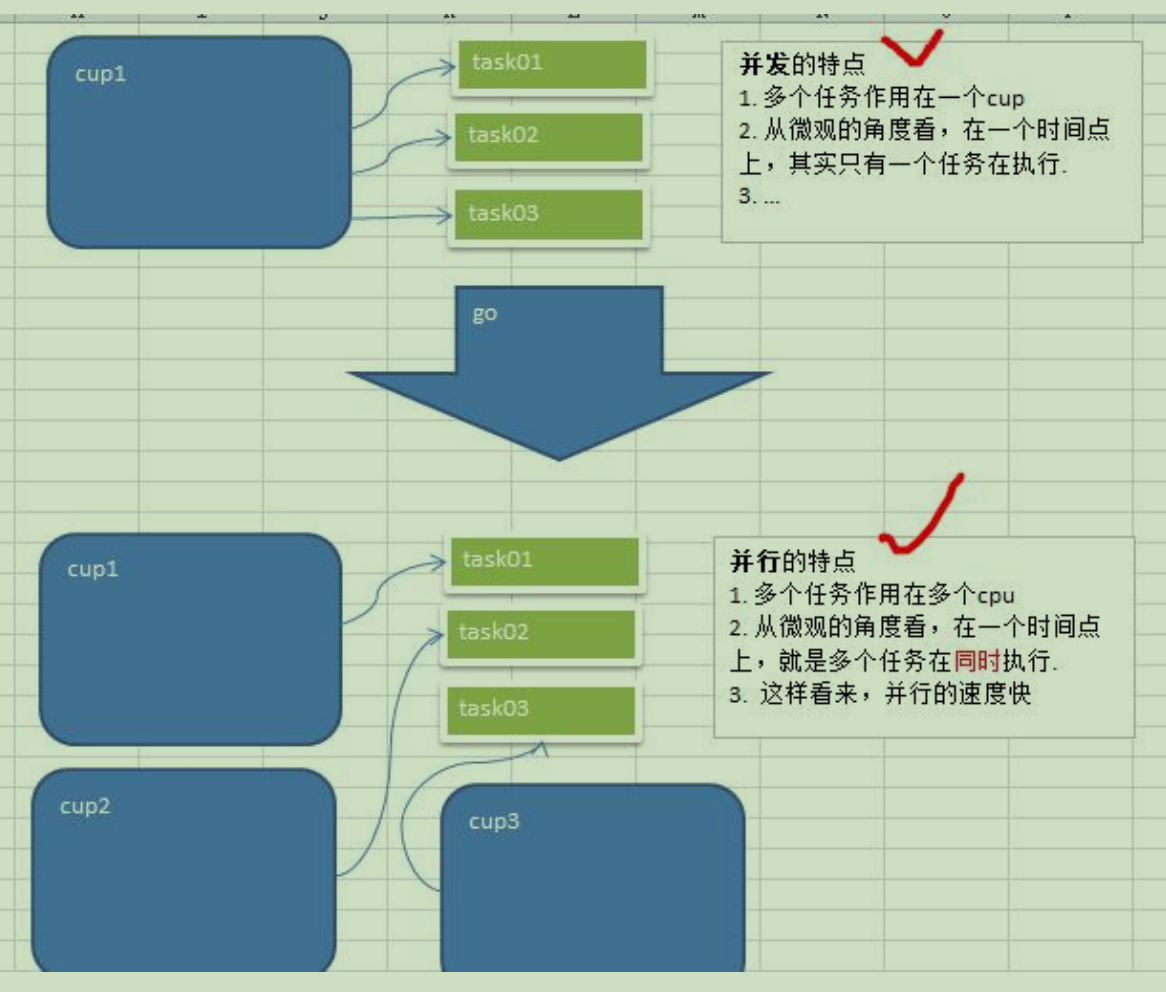 cup1
task01
task02
task03
并发的特点
1. 多个任务作用在一个cup
2. 从微观的角度看，在一个时间点
上，其实只有一个任务在执行.
3. ...
go
cup1
task01
task02
task03
并行的特点
1. 多个任务作用在多个cpu
2. 从微观的角度看，在一个时间点
上，就是多个任务在同时执行.
3. 这样看来，并行的速度快
cup2
cup3